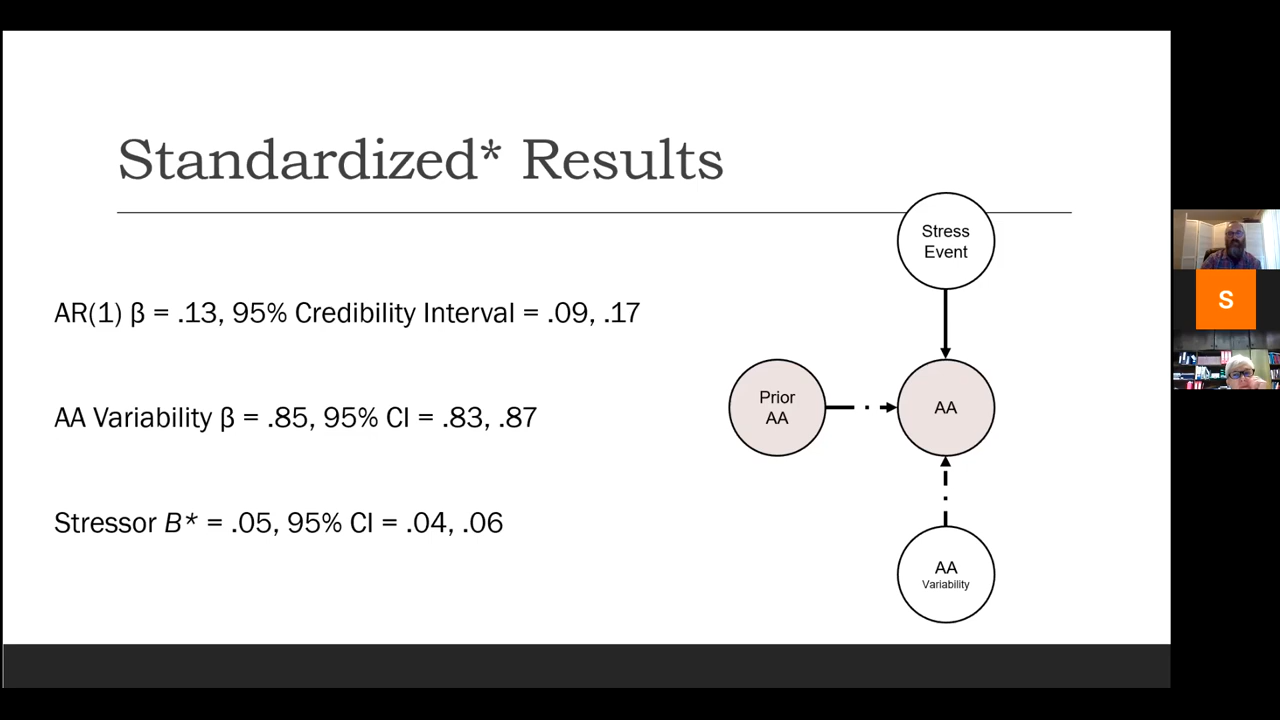 Standardized* Results
AR(1) β = .13, 95% Credibility Interval = .09, .17
AA Variability β = .85, 95% CI = .83, .87
Stressor B* = .05, 95% CI = .04, .06
Stress
Event
Prior
AA
AA
AA
Variability
S